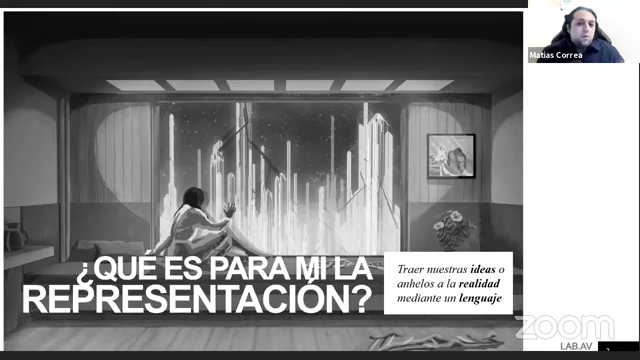 Matias Correa
¿QUÉ ES PARA MI LA
REPRESENTACIÓN?
Traer nuestras ideas o
anhelos a la realidad
mediante un lenguaje
zoom
LAB.AV